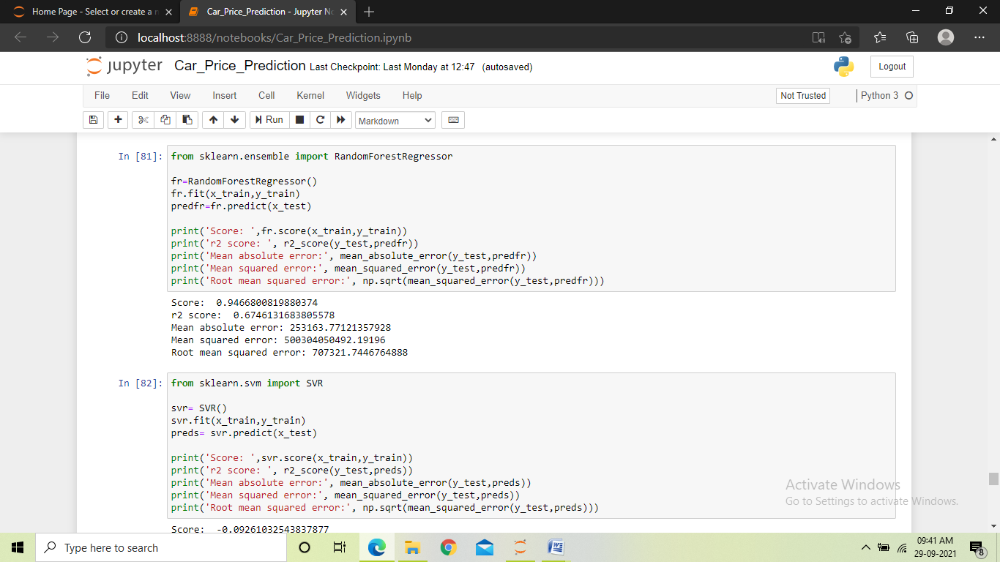 Home Page - Select or create a n
Car_Price_Prediction - Jupyter No
localhost:8888/notebooks/Car_Price_Prediction.ipynb
jupyter Car_Price_Prediction Last Checkpoint: Last Monday at 12:47 (autosaved)
Logout
File Edit View Insert Cell Kernel Widgets Help
Not Trusted
Python 3
Run
Markdown
In [81]: from sklearn.ensemble import RandomForestRegressor
fr=RandomForestRegressor()
fr.fit(x_train,y_train)
predfr=fr.predict(x_test)
print('Score: ',fr.score(x_train,y_train))
print('r2 score: ', r2_score(y_test,predfr))
print('Mean absolute error:', mean_absolute_error(y_test,predfr))
print('Mean squared error:', mean_squared_error(y_test,predfr))
print('Root mean squared error:', np.sqrt(mean_squared_error(y_test,predfr)))
Score:  0.9466800819880374
r2 score:  0.6746131683805578
Mean absolute error: 253163.77121357928
Mean squared error: 500304050492.19196
Root mean squared error: 707321.7446764888
In [82]: from sklearn.svm import SVR
svr= SVR()
svr.fit(x_train,y_train)
preds= svr.predict(x_test)
print('Score: ',svr.score(x_train,y_train))
print('r2 score: ', r2_score(y_test,preds))
print('Mean absolute error:', mean_absolute_error(y_test,preds))
print('Mean squared error:', mean_squared_error(y_test,preds))
print('Root mean squared error:', np.sqrt(mean_squared_error(y_test,preds)))
Score:  -0.09261032543837877
Activate Windows
Go to Settings to activate Windows.
Type here to search
09:41 AM
29-09-2021
8